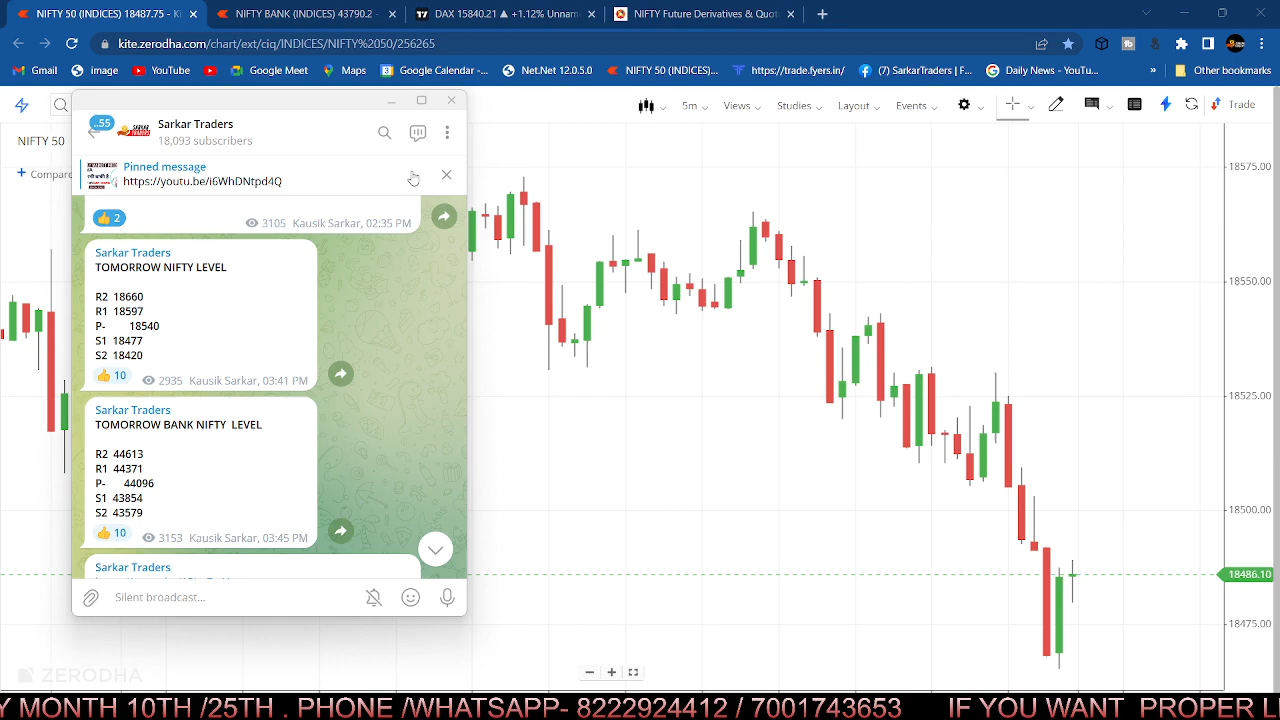 NIFTY 50 (INDICES) 18487.75 - Ki
NIFTY BANK (INDICES) 43790.2 -
DAX 15840.21 ▲ +1.12% Unnam
NIFTY Future Derivatives & Quot
kite.zerodha.com/chart/ext/ciq/INDICES/NIFTY%2050/256265
Gmail
image
YouTube
Google Meet
Maps
Google Calendar -...
Net.Net 12.0.5.0
NIFTY 50 (INDICES)...
https://trade.fyers.in/
(7) SarkarTraders | F...
Daily News - YouTu...
»
Other bookmarks
5m
Views
Studies
Layout
Events
Trade
NIFTY 50
+ Compare
..55
Sarkar Traders
18,093 subscribers
Pinned message
https://youtu.be/i6WhDNtpd4Q
👍 2
3105 Kausik Sarkar, 02:35 PM
Sarkar Traders
TOMORROW NIFTY LEVEL
R2 18660
R1 18597
P- 18540
S1 18477
S2 18420
👍 10
2935 Kausik Sarkar, 03:41 PM
Sarkar Traders
TOMORROW BANK NIFTY LEVEL
R2 44613
R1 44371
P- 44096
S1 43854
S2 43579
👍 10
3153 Kausik Sarkar, 03:45 PM
Sarkar Traders
Silent broadcast...
18575.00
18550.00
18525.00
18500.00
18486.10
18475.00
ZERODHA
Y MONTH 10TH /25TH . PHONE /WHATSAPP- 8222924412 / 7001743653 IF YOU WANT PROPER L